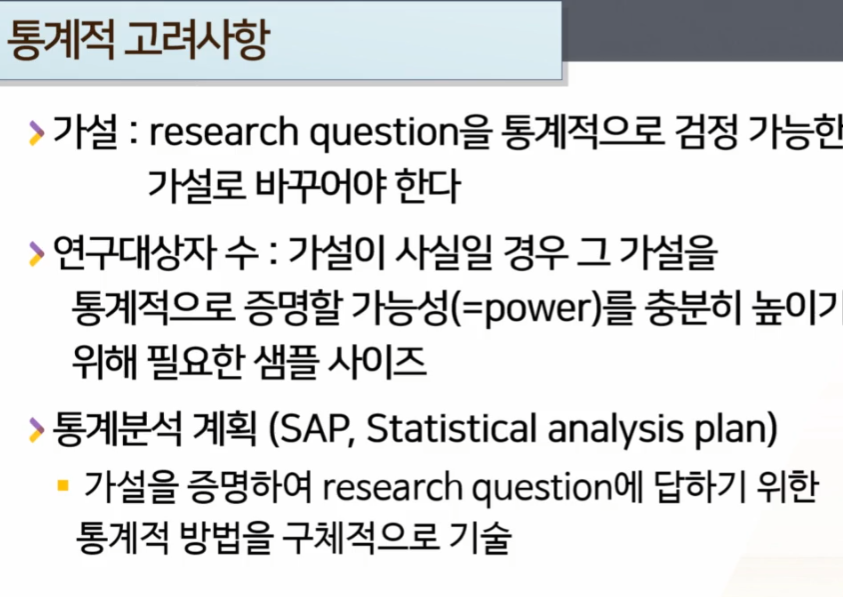 통계적 고려사항
가설 : research question을 통계적으로 검정 가능한
가설로 바꾸어야 한다
연구대상자 수 : 가설이 사실일 경우 그 가설을
통계적으로 증명할 가능성(=power)를 충분히 높이기
위해 필요한 샘플 사이즈
통계분석 계획 (SAP, Statistical analysis plan)
가설을 증명하여 research question에 답하기 위한
통계적 방법을 구체적으로 기술